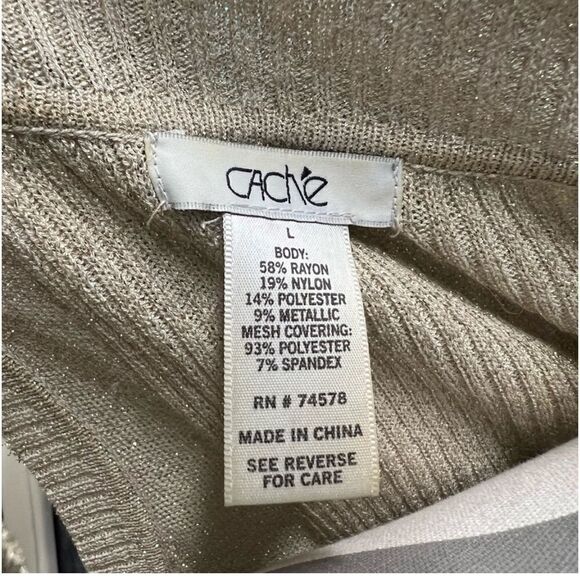 CAChé
L
BODY:
58% RAYON
19% NYLON
14% POLYESTER
9% METALLIC
MESH COVERING:
93% POLYESTER
7% SPANDEX
RN # 74578
MADE IN CHINA
SEE REVERSE
FOR CARE